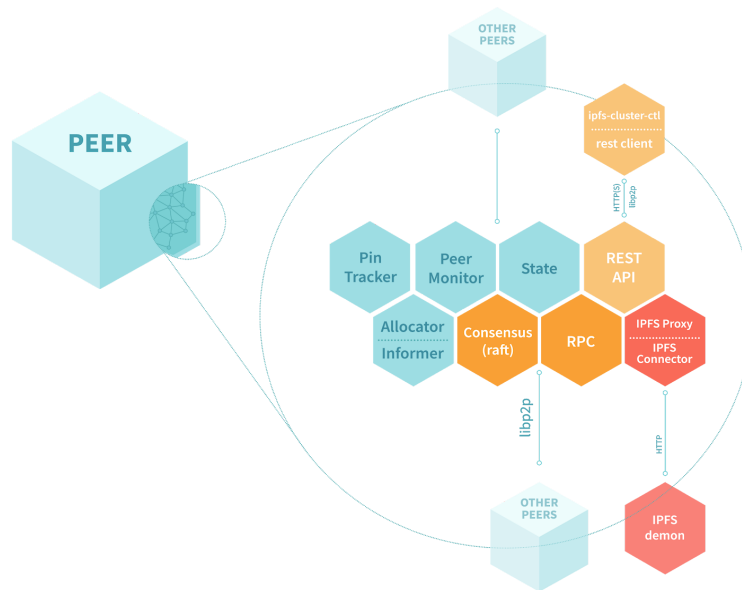 OTHER
PEERS
ipfs-cluster-ctl
rest client
PEER
HTTP(S)
libp2p
Pin
Tracker
Peer
Monitor
State
REST
API
Allocator
Informer
Consensus
(raft)
RPC
IPFS Proxy
IPFS
Connector
libp2p
HTTP
OTHER
PEERS
IPFS
demon